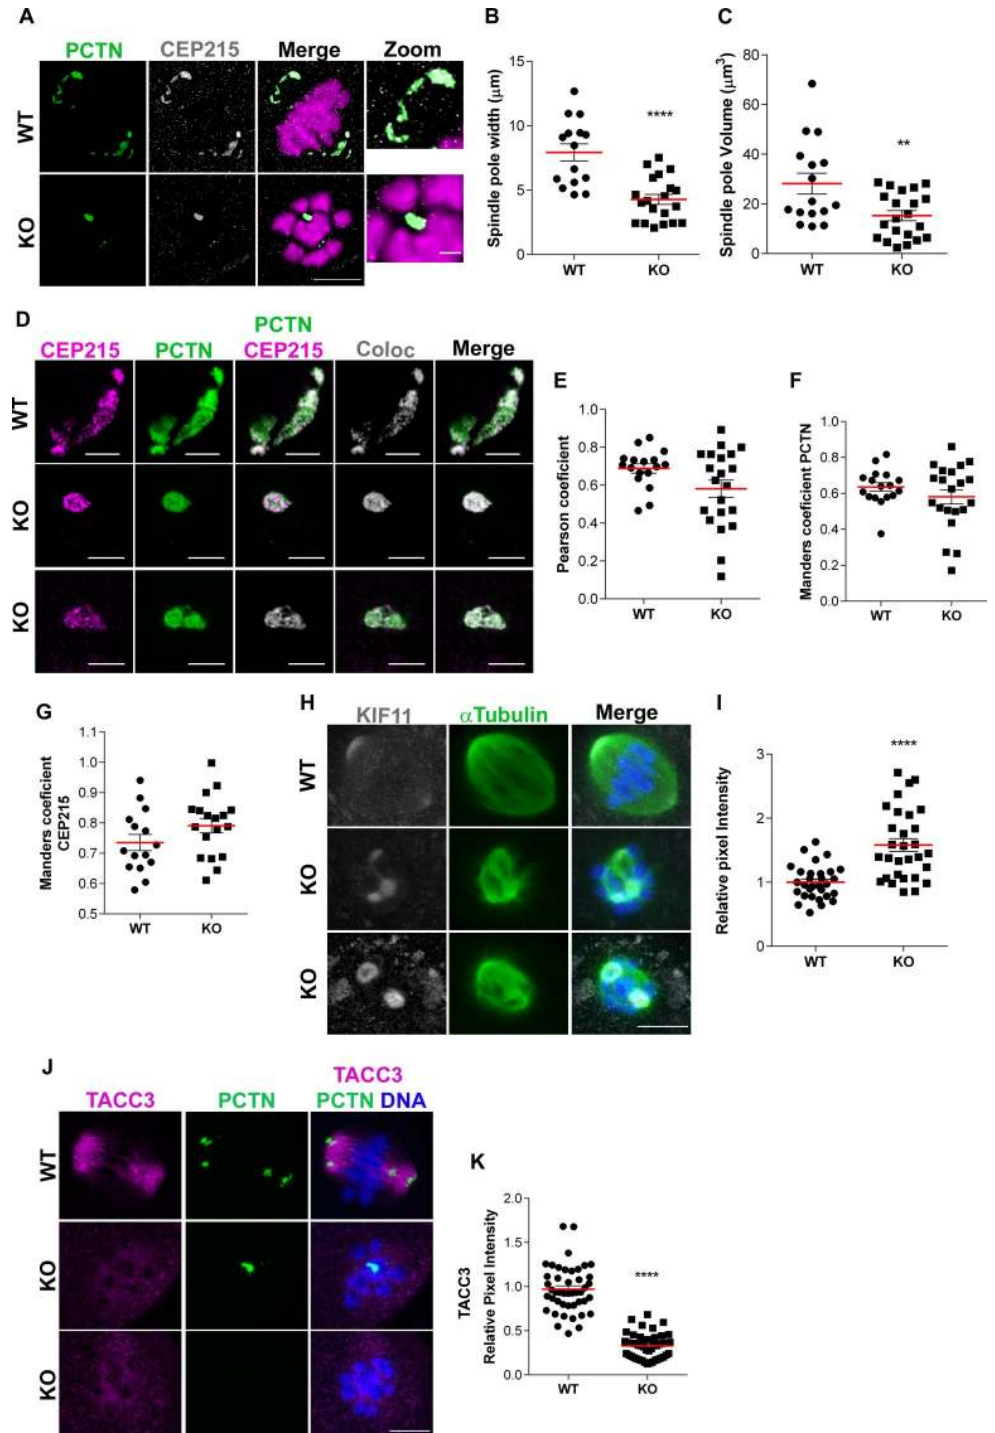 A
PCTN CEP215 Merge Zoom
WT
KO
B
Spindle pole width (μm)
15
10
5
0
****
WT KO
C
Spindle pole Volume (μm³)
80
60
40
20
0
**
WT KO
D
PCTN
CEP215 PCTN CEP215 Coloc Merge
WT
KO
KO
E
Pearson coeficient
1.0
0.8
0.6
0.4
0.2
0.0
WT KO
F
Manders coeficient PCTN
1.0
0.8
0.6
0.4
0.2
0.0
WT KO
G
Manders coeficient
CEP215
1.1
1.0
0.9
0.8
0.7
0.6
0.5
WT KO
H
KIF11 αTubulin Merge
WT
KO
KO
I
Relative pixel Intensity
3
2
1
0
****
WT KO
J
TACC3
TACC3 PCTN PCTN DNA
WT
KO
KO
K
TACC3
Relative Pixel Intensity
2.0
1.5
1.0
0.5
0.0
****
WT KO